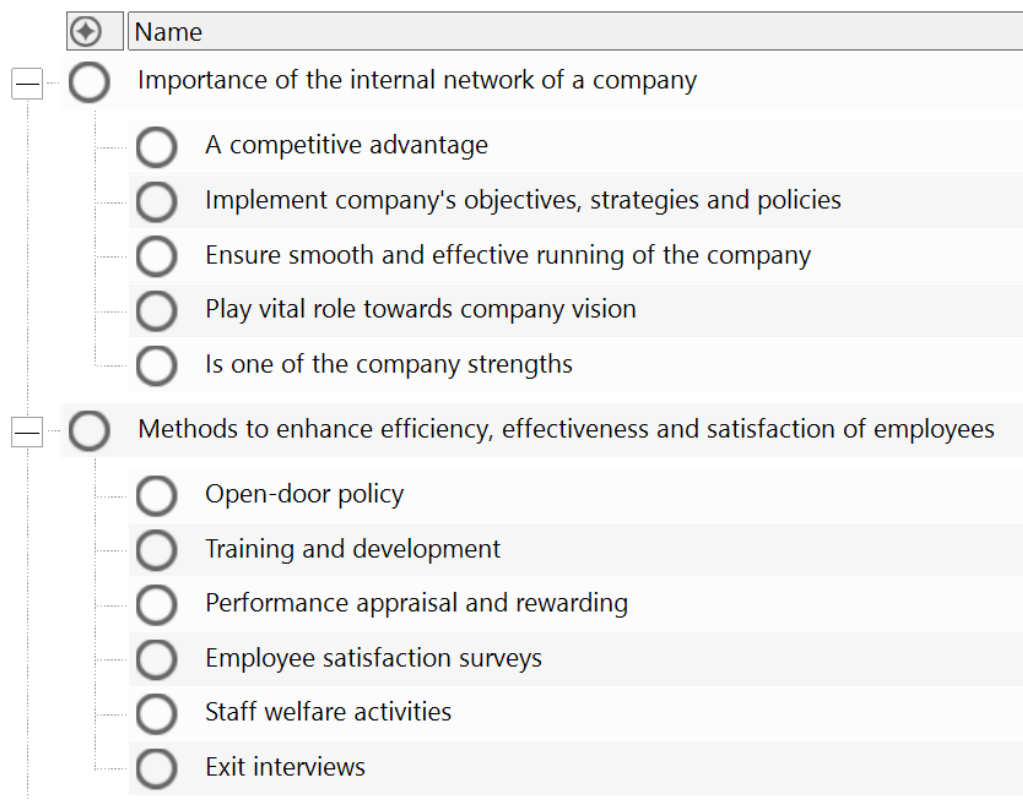 Name
Importance of the internal network of a company
A competitive advantage
Implement company's objectives, strategies and policies
Ensure smooth and effective running of the company
Play vital role towards company vision
Is one of the company strengths
Methods to enhance efficiency, effectiveness and satisfaction of employees
Open-door policy
Training and development
Performance appraisal and rewarding
Employee satisfaction surveys
Staff welfare activities
Exit interviews